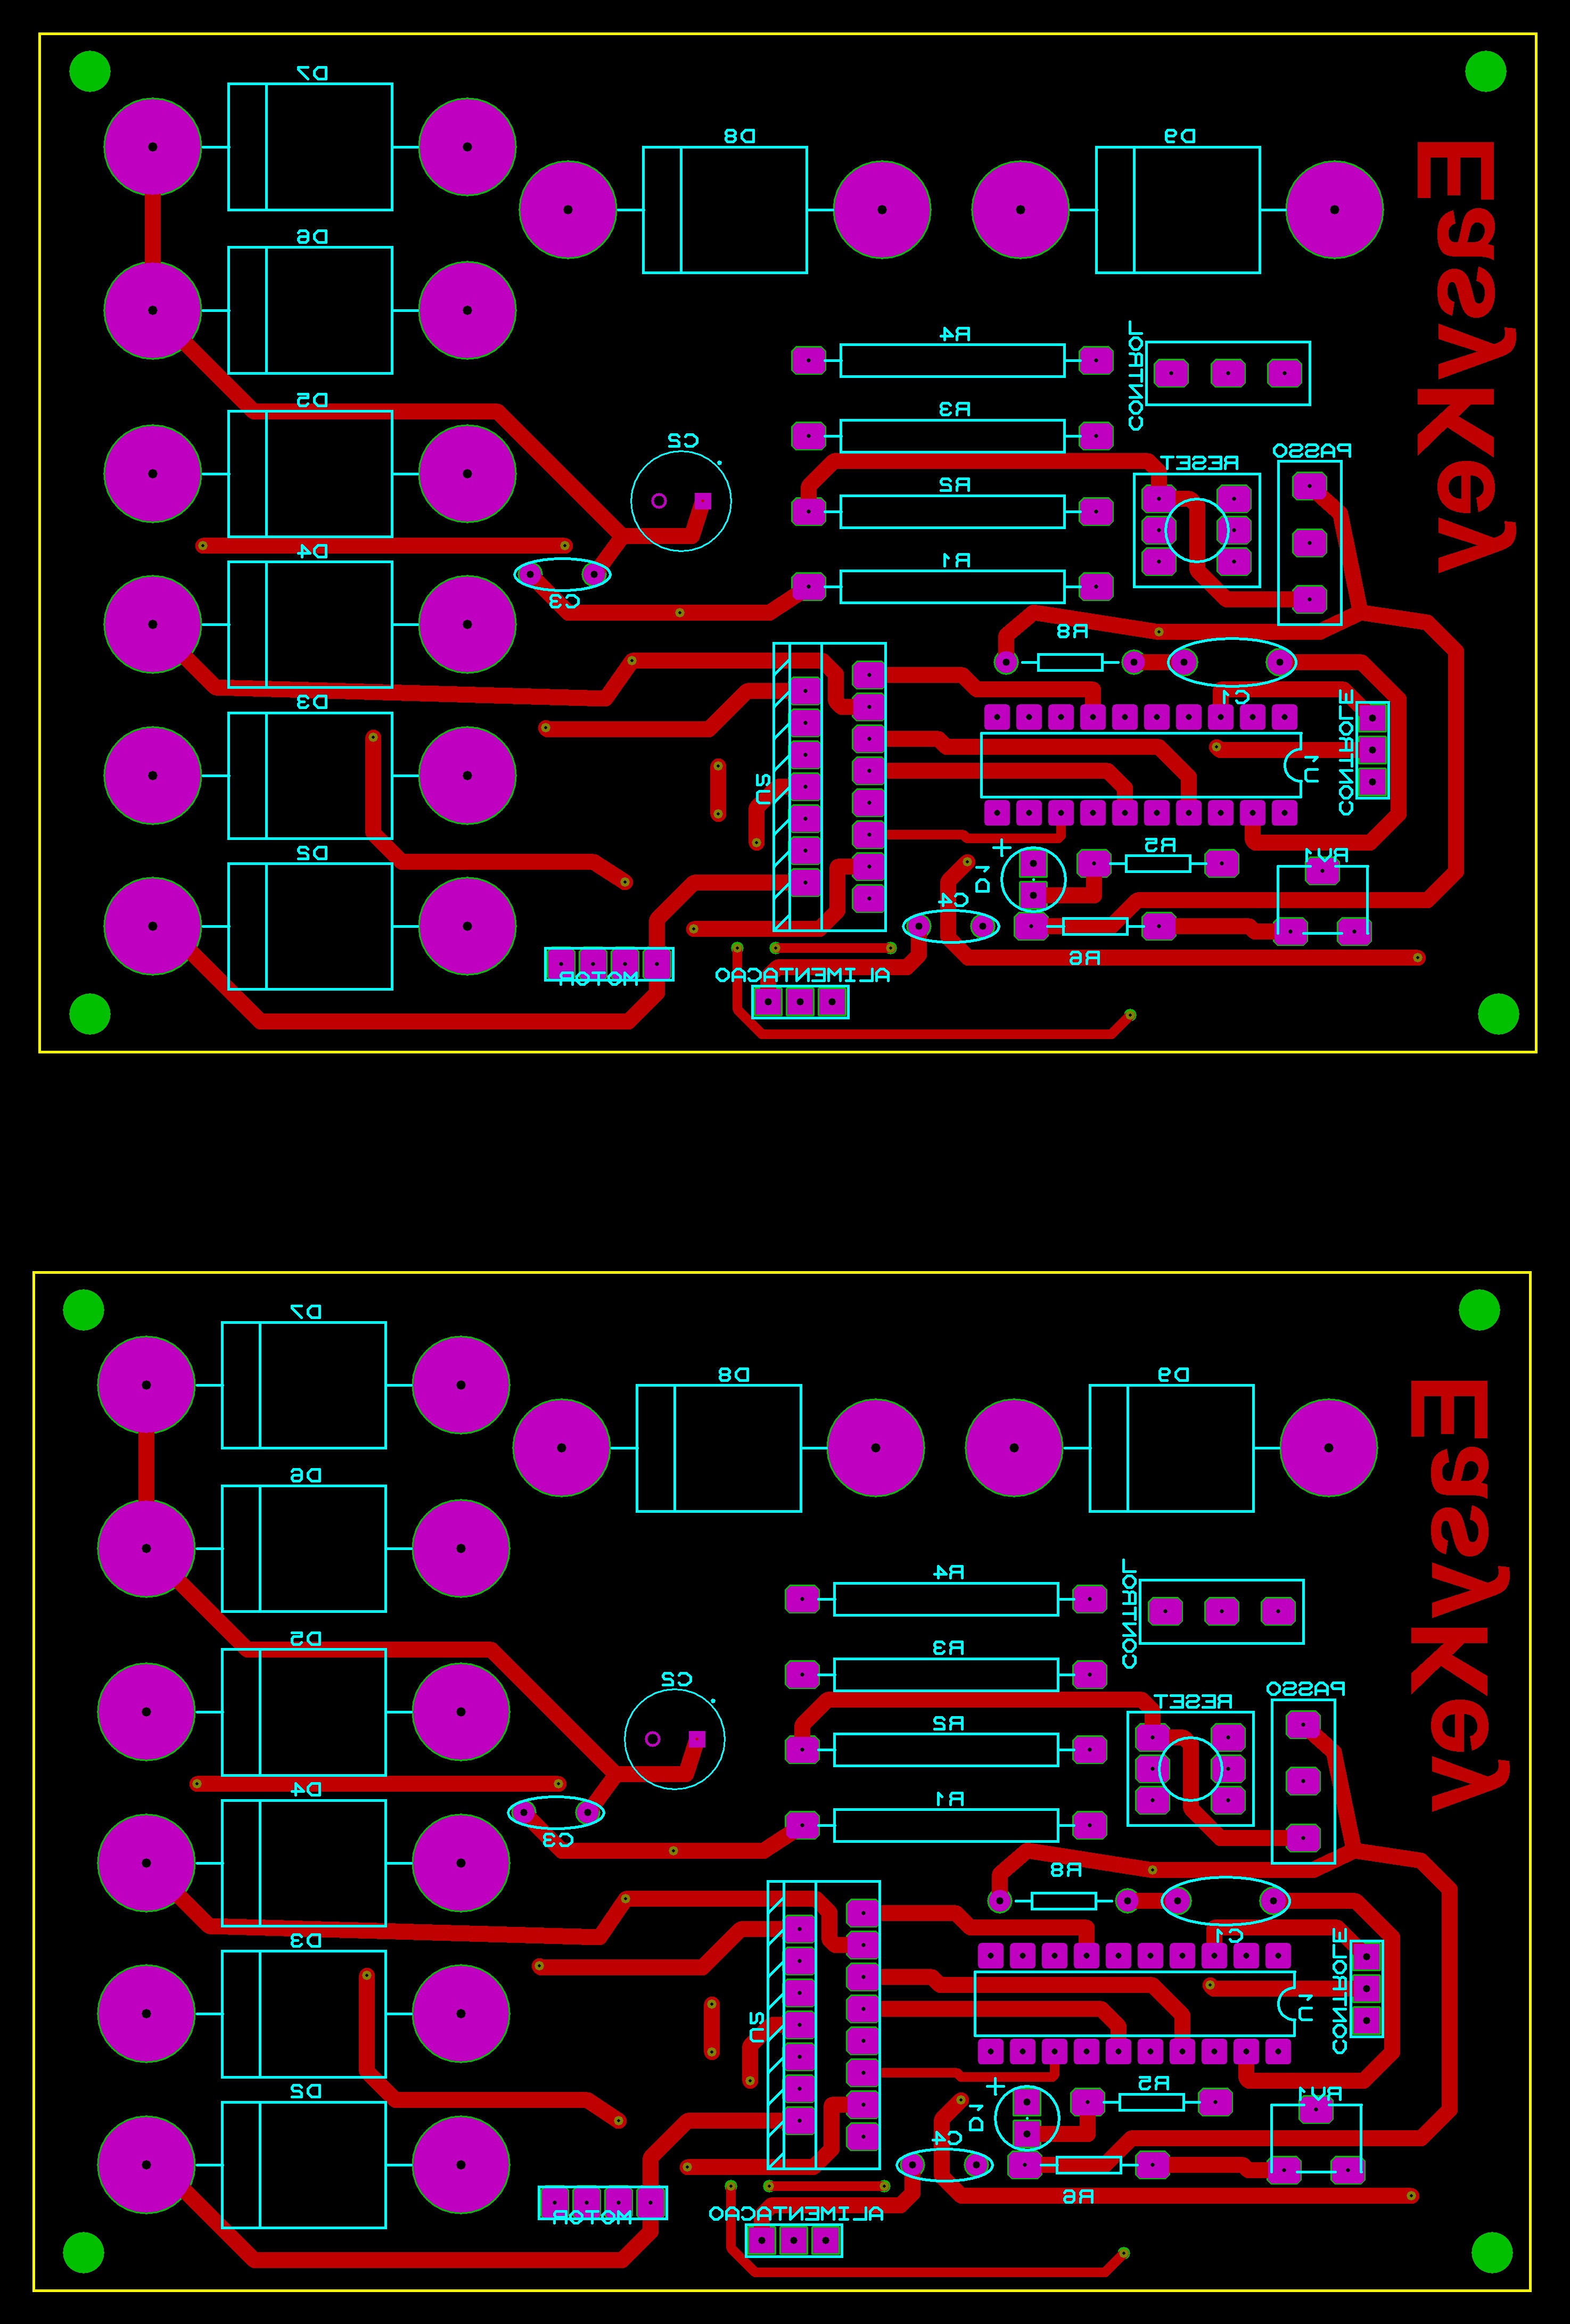 D7
D8
D9
EasyKey
D6
R4
CONTROL
D5
R3
C2
RESET
PASSO
R2
D4
R1
C3
R8
D3
C1
CONTROLE
U2
U1
D2
R5
RV1
+
D1
C4
R6
MOTOR
ALIMENTACAO
D7
D8
D9
EasyKey
D6
R4
CONTROL
D5
R3
C2
RESET
PASSO
R2
D4
R1
C3
R8
D3
C1
CONTROLE
U2
U1
D2
R5
RV1
+
D1
C4
R6
MOTOR
ALIMENTACAO